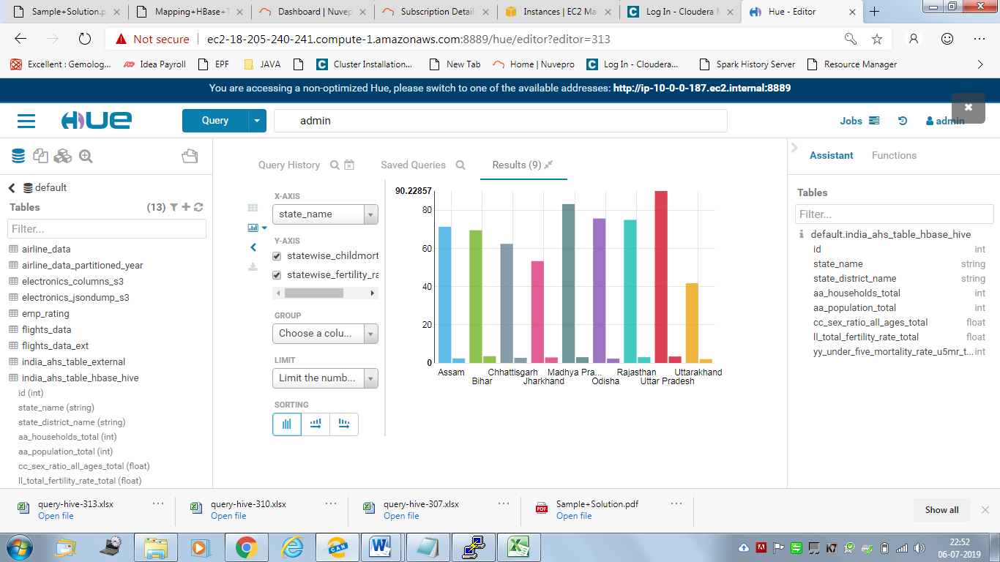 Sample+Solution.p
Mapping+HBase+T
Dashboard | Nuvep
Subscription Detail
Instances | EC2 Ma
Log In - Cloudera M
Hue - Editor
Not secure
ec2-18-205-240-241.compute-1.amazonaws.com:8889/hue/editor?editor=313
Excellent : Gemolog...
Idea Payroll
EPF
JAVA
Cluster Installation...
New Tab
Home | Nuvepro
Log In - Cloudera...
Spark History Server
Resource Manager
You are accessing a non-optimized Hue, please switch to one of the available addresses: http://ip-10-0-0-187.ec2.internal:8889
HUE
Query
admin
Jobs
admin
default
Tables
(13)
Filter...
airline_data
airline_data_partitioned_year
electronics_columns_s3
electronics_jsondump_s3
emp_rating
flights_data
flights_data_ext
india_ahs_table_external
india_ahs_table_hbase_hive
id (int)
state_name (string)
state_district_name (string)
aa_households_total (int)
aa_population_total (int)
cc_sex_ratio_all_ages_total (float)
ll_total_fertility_rate_total (float)
Query History
Saved Queries
Results (9)
X-AXIS
state_name
Y-AXIS
statewise_childmort
statewise_fertility_ra
GROUP
Choose a colu...
LIMIT
Limit the numb...
SORTING
90.22857
80
60
40
20
0
Assam
Bihar
Chhattisgarh
Jharkhand
Madhya Pra...
Odisha
Rajasthan
Uttar Pradesh
Uttarakhand
Assistant
Functions
Tables
Filter...
default.india_ahs_table_hbase_hive
id int
state_name string
state_district_name string
aa_households_total int
aa_population_total int
cc_sex_ratio_all_ages_total float
ll_total_fertility_rate_total float
yy_under_five_mortality_rate_u5mr_t... int
query-hive-313.xlsx
Open file
query-hive-310.xlsx
Open file
query-hive-307.xlsx
Open file
Sample+Solution.pdf
Open file
Show all
CAN
22:52
06-07-2019